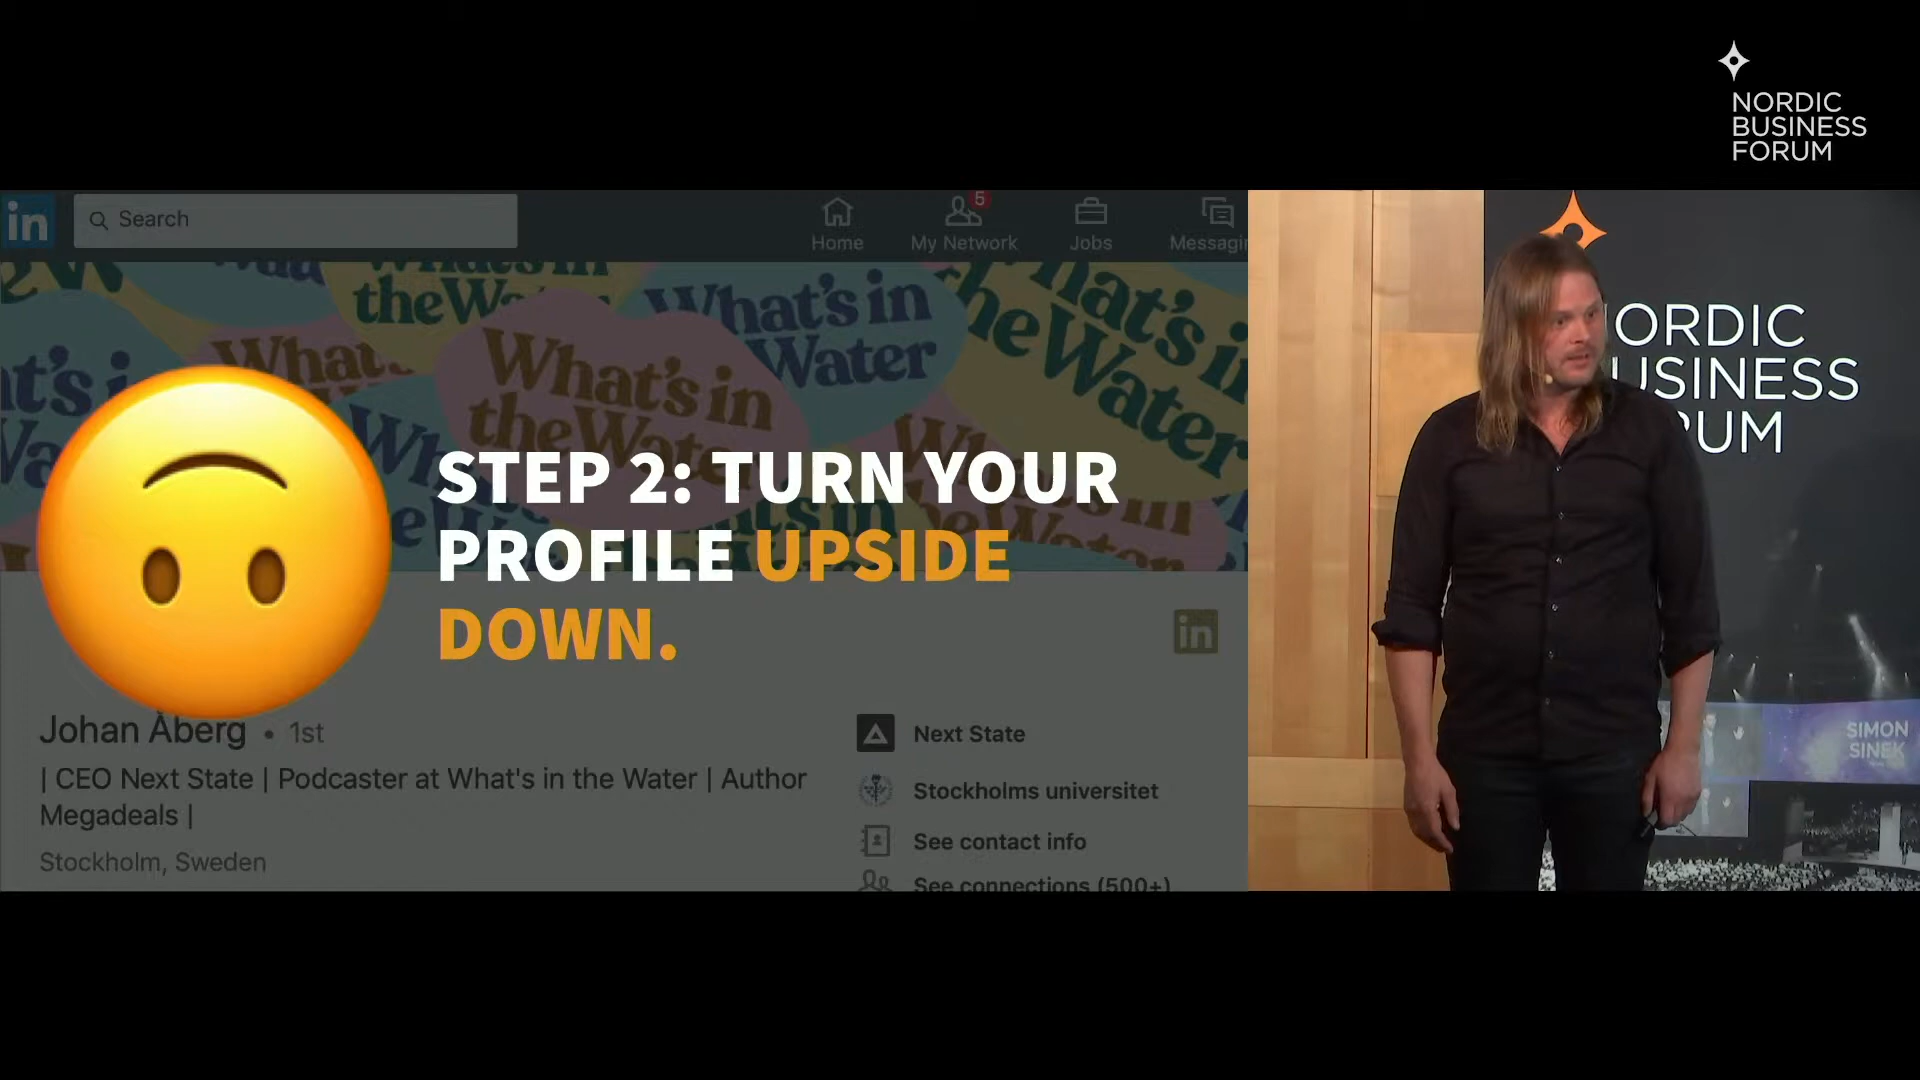 NORDIC
BUSINESS
FORUM
in
Search
Home
5
My Network
Jobs
Messagin
What's in
the Water
STEP 2: TURN YOUR
PROFILE UPSIDE
DOWN.
in
Johan Åberg • 1st
| CEO Next State | Podcaster at What's in the Water | Author
Megadeals |
Stockholm, Sweden
Next State
Stockholms universitet
See contact info
See connections (500+)
ORDIC
USINESS
UM
SIMON
SINEK